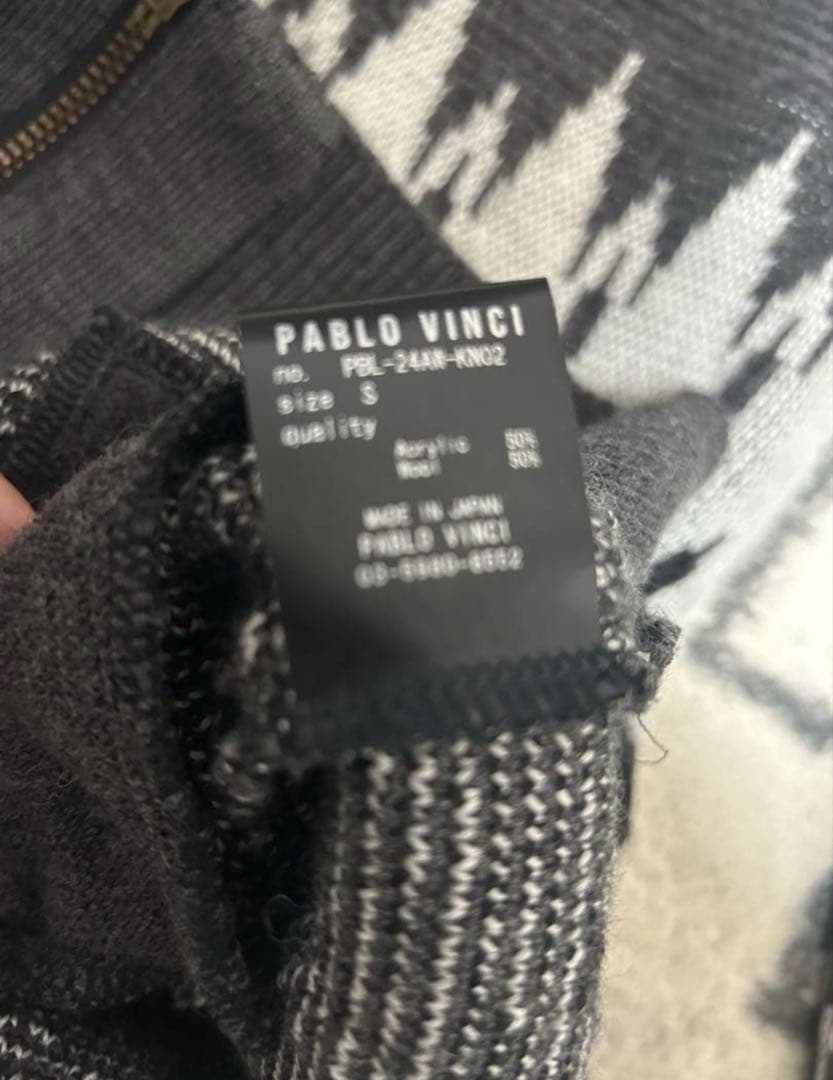 PABLO VINCI
no. PBL-24AW-KN02
size S
quality
Acrylic 50%
Wool 50%
MADE IN JAPAN
PABLO VINCI